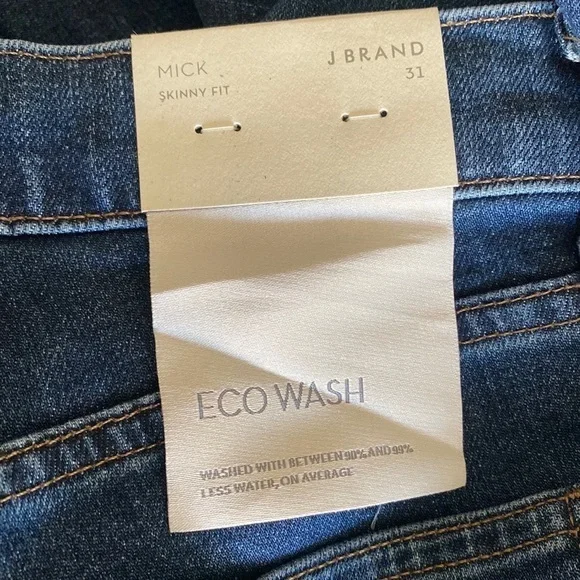 MICK
SKINNY FIT
J BRAND
31
ECO WASH
WASHED WITH BETWEEN 90% AND 99%
LESS WATER, ON AVERAGE